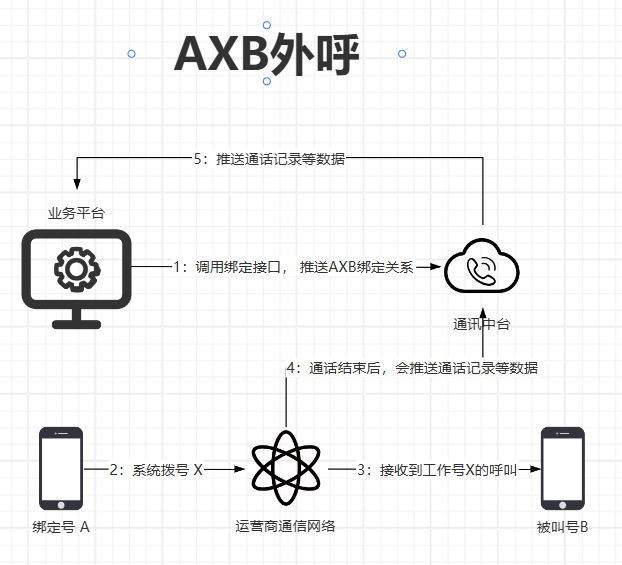 AXB外呼
5：推送通话记录等数据
业务平台
1：调用绑定接口， 推送AXB绑定关系
通讯中台
4：通话结束后，会推送通话记录等数据
2：系统拨号 X
3：接收到工作号X的呼叫
绑定号 A
运营商通信网络
被叫号B